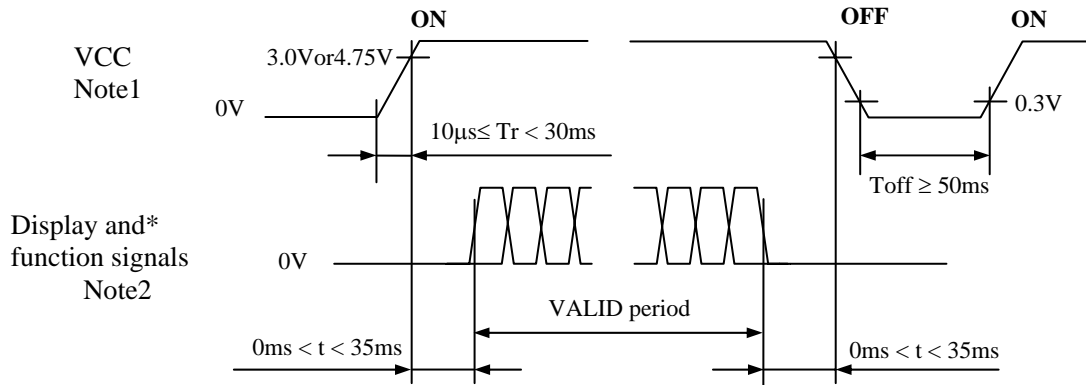 ON
OFF
ON
VCC
Note1
3.0Vor4.75V
0V
0.3V
10μs≤ Tr < 30ms
Toff ≥ 50ms
Display and*
function signals
Note2
0V
VALID period
0ms < t < 35ms
0ms < t < 35ms